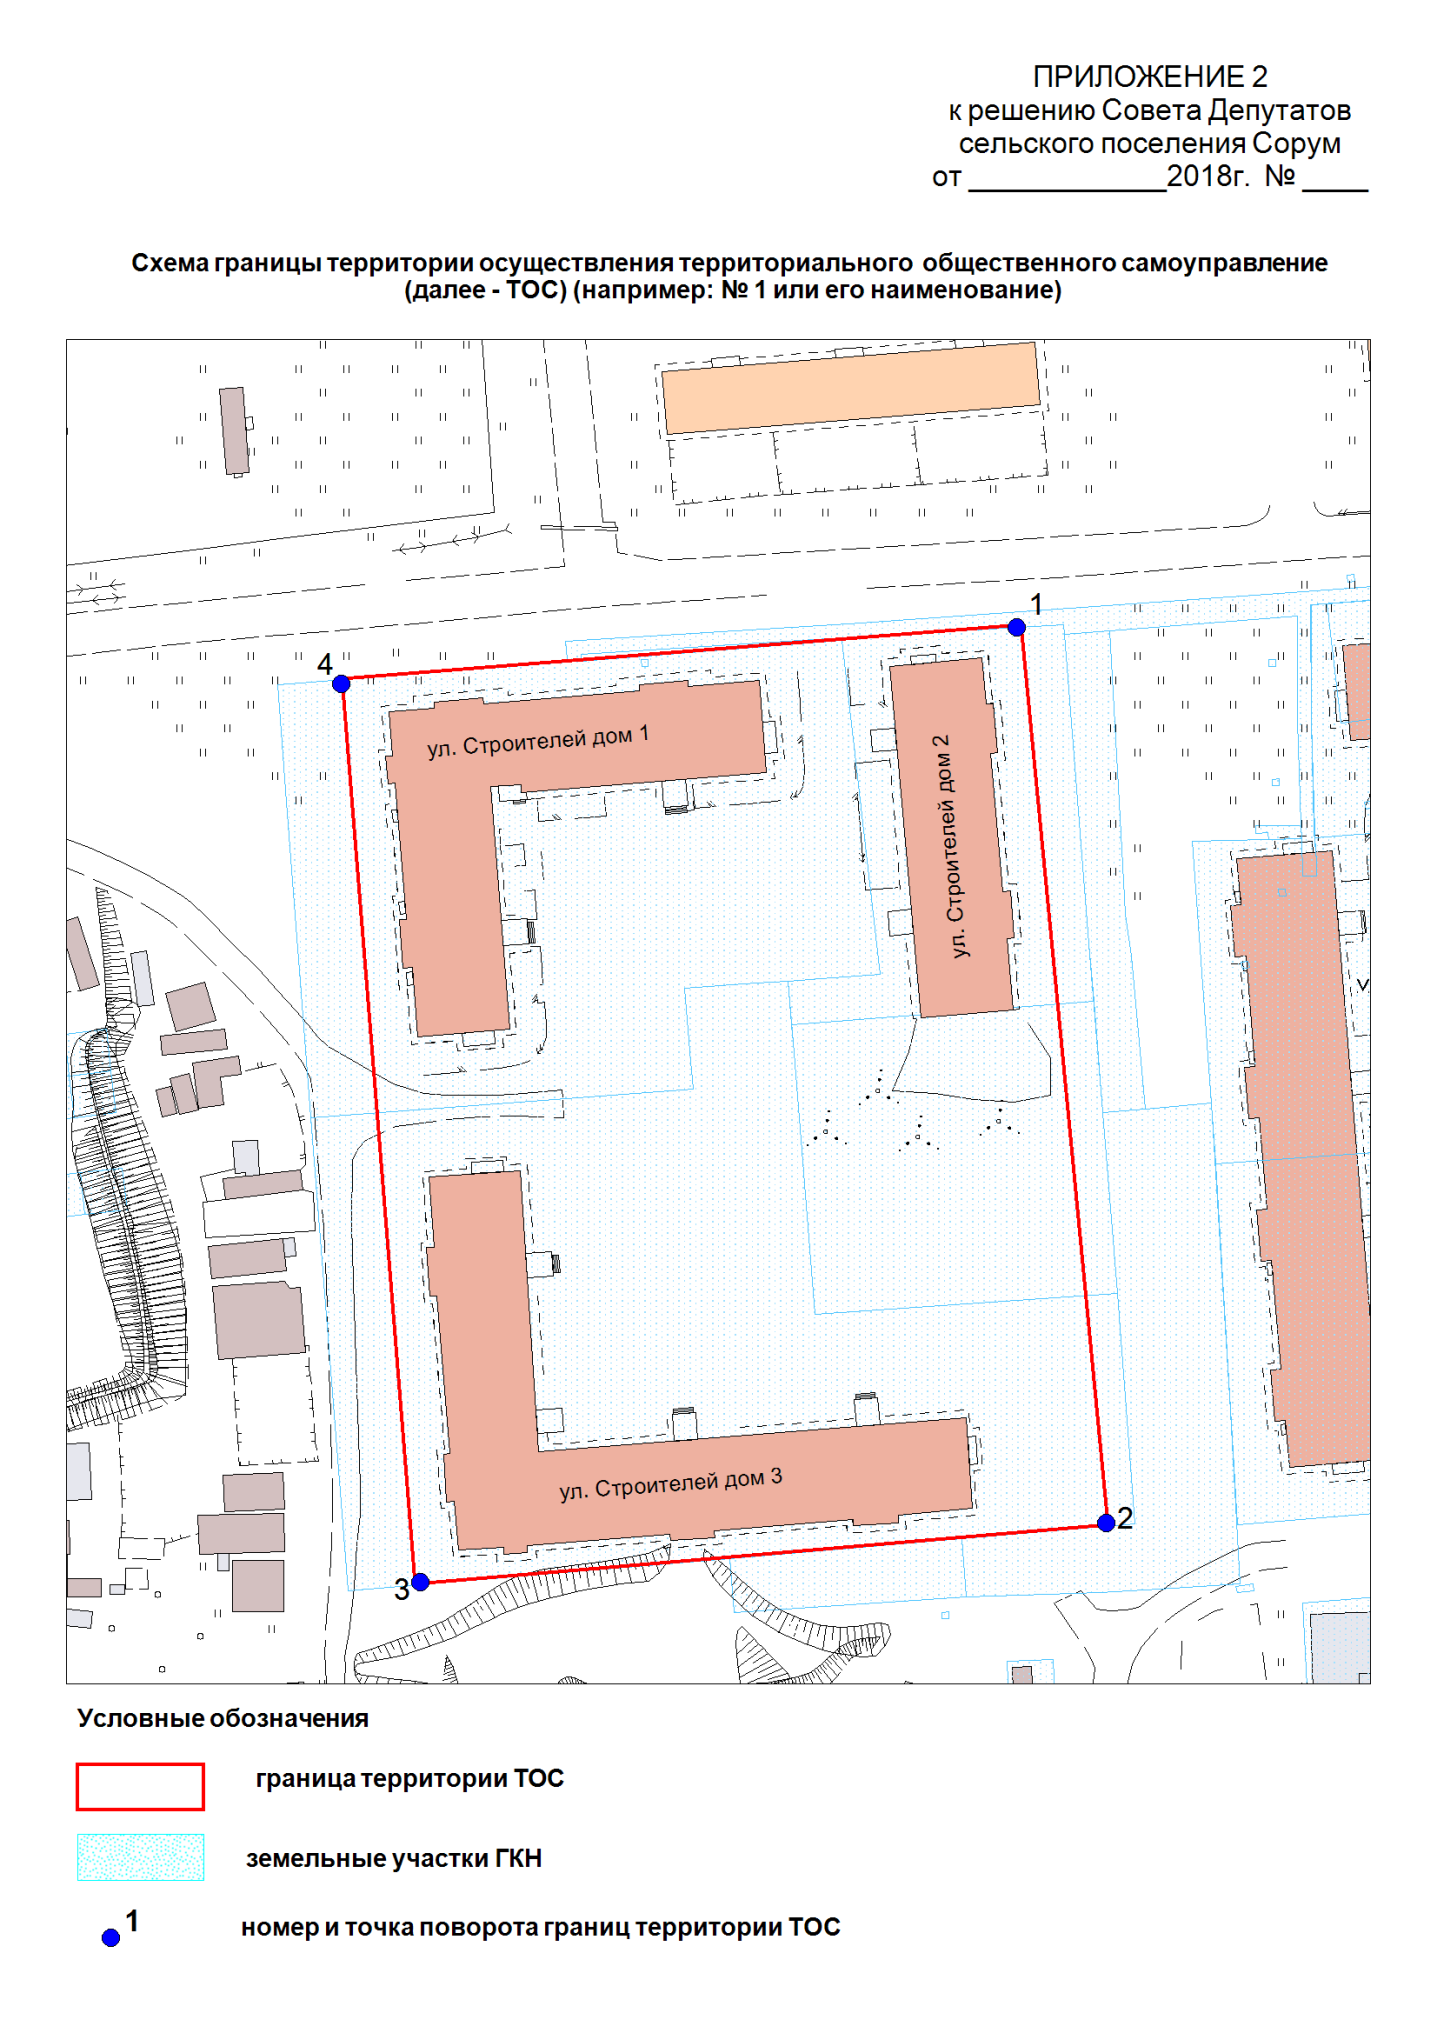 ПРИЛОЖЕНИЕ 2
к решению Совета Депутатов
сельского поселения Сорум
от ____________2018г. № ____
Схема границы территории осуществления территориального общественного самоуправление
(далее - ТОС) (например: № 1 или его наименование)
1
4
ул. Строителей дом 1
ул. Строителей дом 2
ул. Строителей дом 3
2
3
Условные обозначения
граница территории ТОС
земельные участки ГКН
1
номер и точка поворота границ территории ТОС